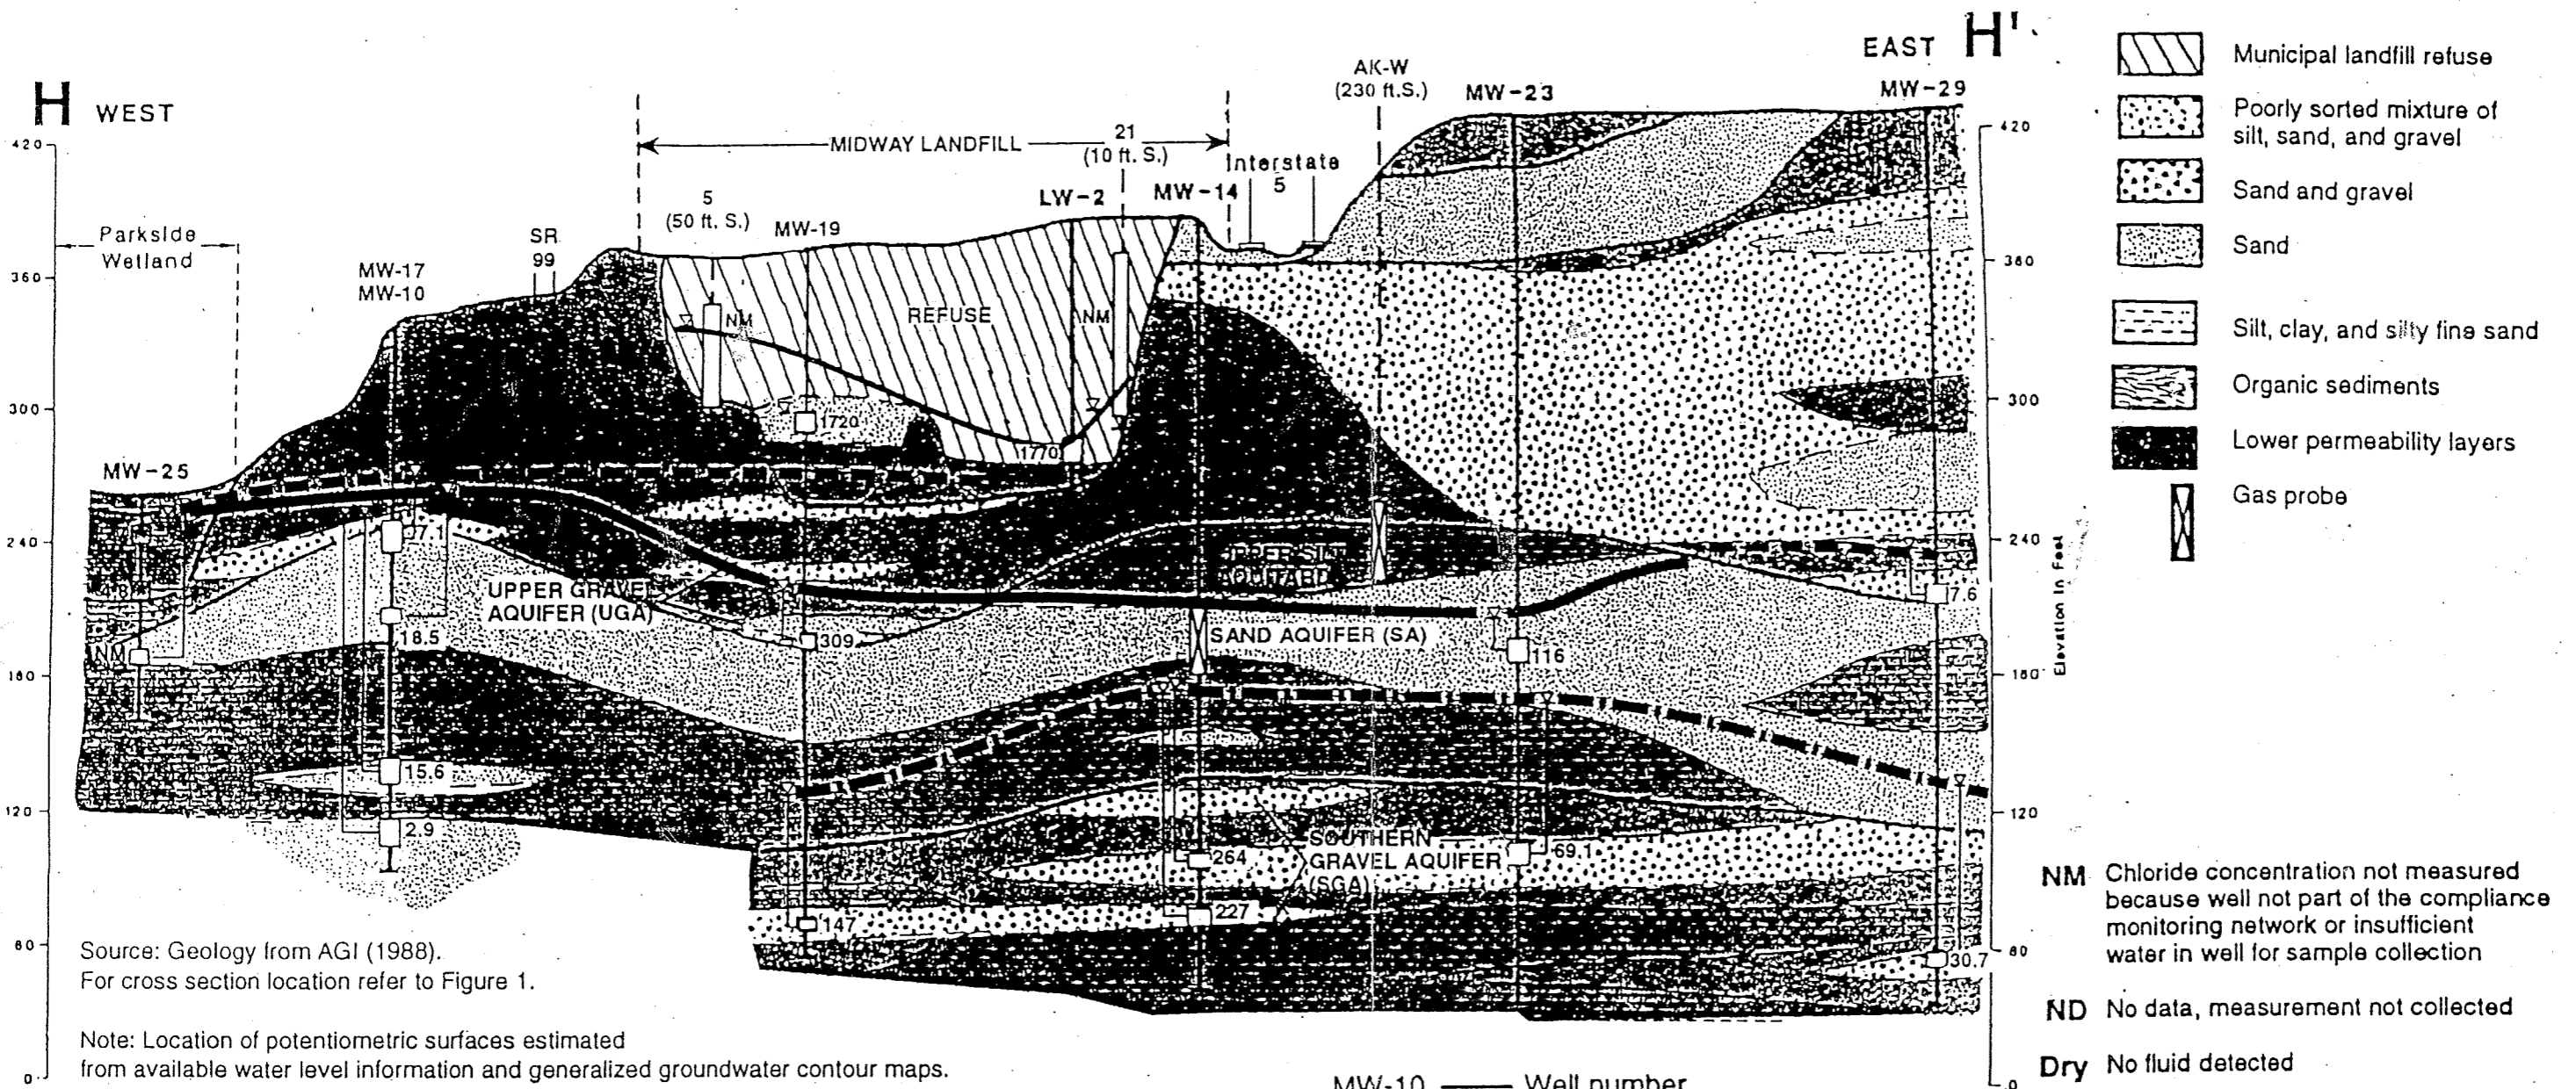 H WEST
EAST H'
420
360
300
240
180
120
60
0
Parkside
Wetland
MW-25
MW-17
MW-10
SR
99
MIDWAY LANDFILL
5
(50 ft. S.)
MW-19
LW-2
21
(10 ft. S.)
MW-14
Interstate
5
AK-W
(230 ft.S.)
MW-23
MW-29
NM
REFUSE
NM
1720
1770
UPPER GRAVEL
AQUIFER (UGA)
UPPER SILT
AQUITARD
SAND AQUIFER (SA)
SOUTHERN
GRAVEL AQUIFER
(SGA)
4.8
NM
18.5
15.6
2.9
309
147
264
227
116
69.1
7.6
30.7
420
360
300
240
180
120
60
0
Elevation in Feet
Source: Geology from AGI (1988).
For cross section location refer to Figure 1.
Note: Location of potentiometric surfaces estimated
from available water level information and generalized groundwater contour maps.
MW-10 Well number
Municipal landfill refuse
Poorly sorted mixture of
silt, sand, and gravel
Sand and gravel
Sand
Silt, clay, and silty fine sand
Organic sediments
Lower permeability layers
Gas probe
NM Chloride concentration not measured
because well not part of the compliance
monitoring network or insufficient
water in well for sample collection
ND No data, measurement not collected
Dry No fluid detected